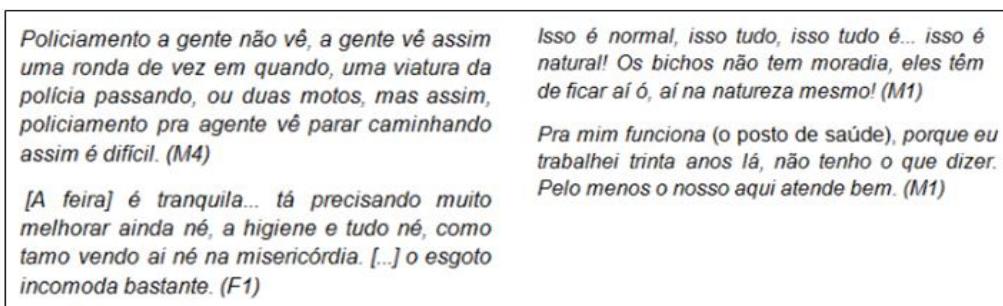 Policiamento a gente não vê, a gente vê assim
uma ronda de vez em quando, uma viatura da
polícia passando, ou duas motos, mas assim,
policiamento pra agente vê parar caminhando
assim é difícil. (M4)
[A feira] é tranquila... tá precisando muito
melhorar ainda né, a higiene e tudo né, como
tamo vendo ai né na misericórdia. [...] o esgoto
incomoda bastante. (F1)
Isso é normal, isso tudo, isso tudo é... isso é
natural! Os bichos não tem moradia, eles têm
de ficar aí ó, aí na natureza mesmo! (M1)
Pra mim funciona (o posto de saúde), porque eu
trabalhei trinta anos lá, não tenho o que dizer.
Pelo menos o nosso aqui atende bem. (M1)